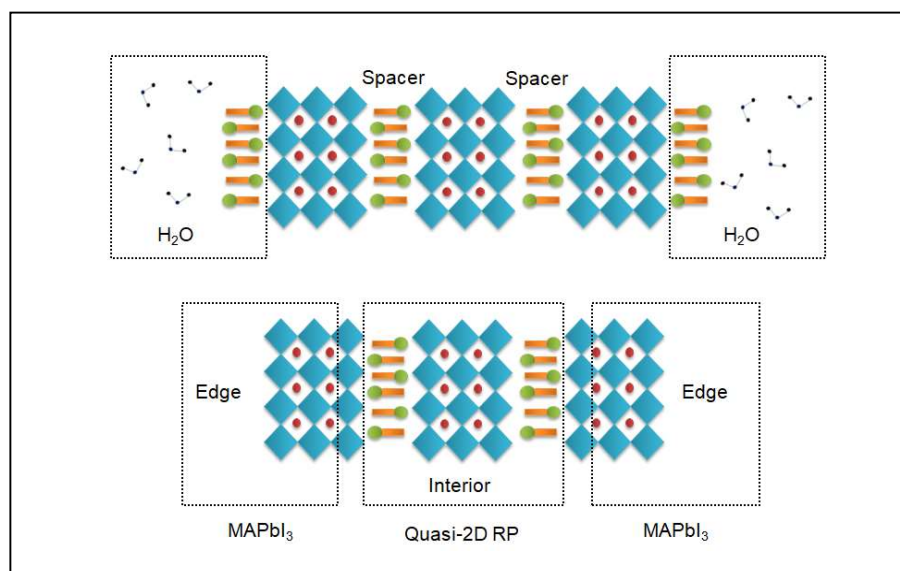 Spacer
Spacer
H₂O
H₂O
Edge
Edge
Interior
MAPbI₃
Quasi-2D RP
MAPbI₃